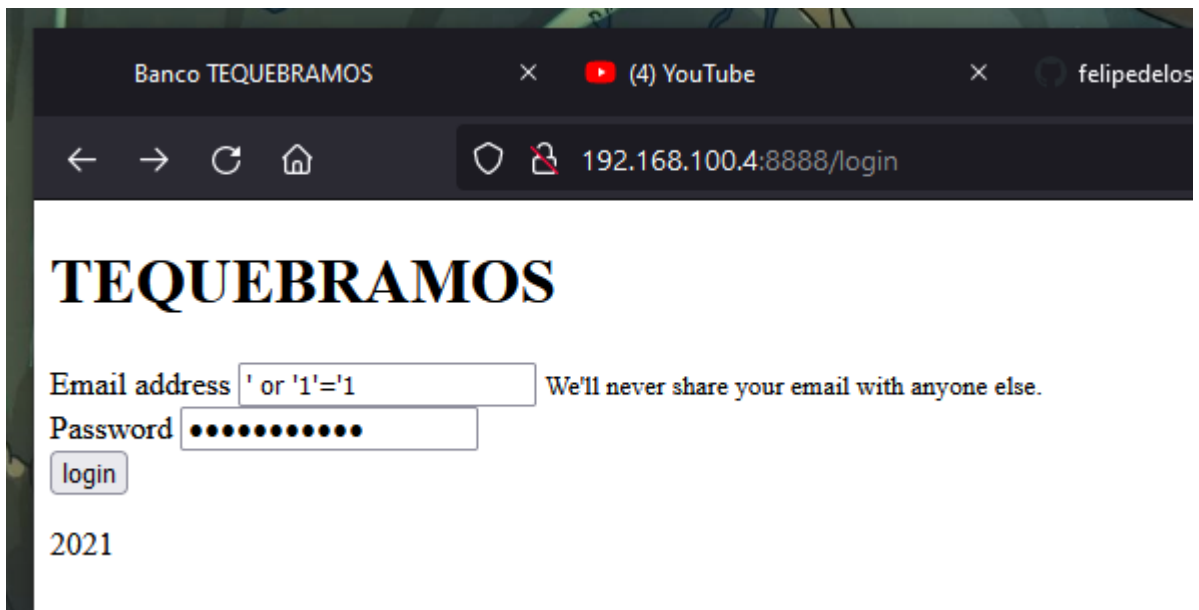 Banco TEQUEBRAMOS
(4) YouTube
felipedelos
192.168.100.4:8888/login
TEQUEBRAMOS
Email address ' or '1'='1 We'll never share your email with anyone else.
Password
login
2021